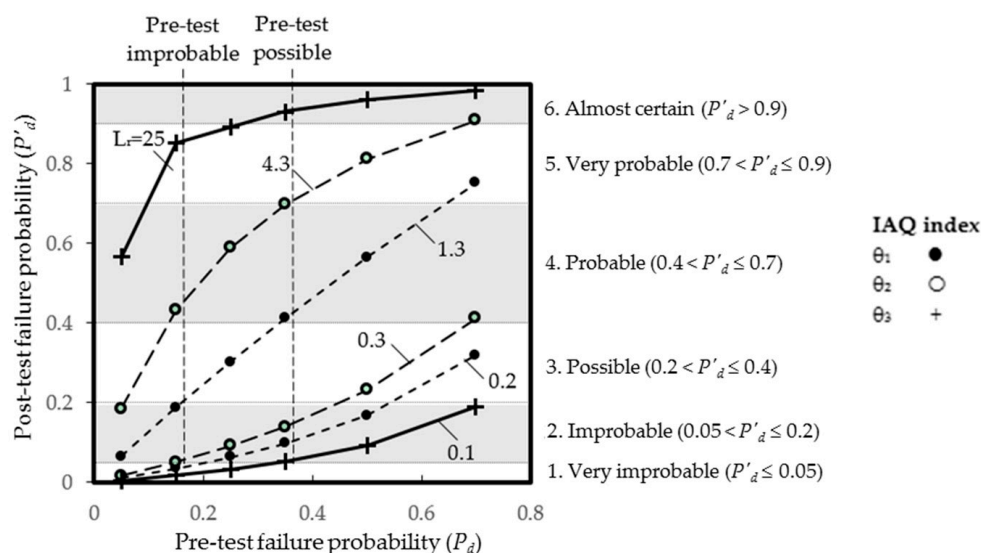 Pre-test
improbable
Pre-test
possible
Post-test failure probability (P'd)
1
0.8
0.6
0.4
0.2
0
Lr=25
4.3
1.3
0.3
0.2
0.1
0
0.2
0.4
0.6
0.8
Pre-test failure probability (Pd)
6. Almost certain (P'd > 0.9)
5. Very probable (0.7 < P'd ≤ 0.9)
4. Probable (0.4 < P'd ≤ 0.7)
3. Possible (0.2 < P'd ≤ 0.4)
2. Improbable (0.05 < P'd ≤ 0.2)
1. Very improbable (P'd ≤ 0.05)
IAQ index
θ1
θ2
θ3